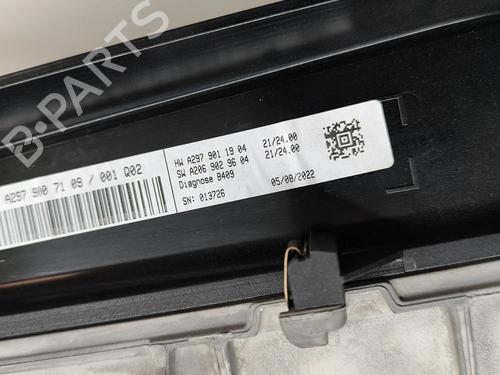 B-PARTS
A297 900 71 09 / 001 Q02
HW A297 901 19 04 21/24.00
SW A206 902 96 04 21/24.00
Diagnose B409
SN: 013726 05/08/2022